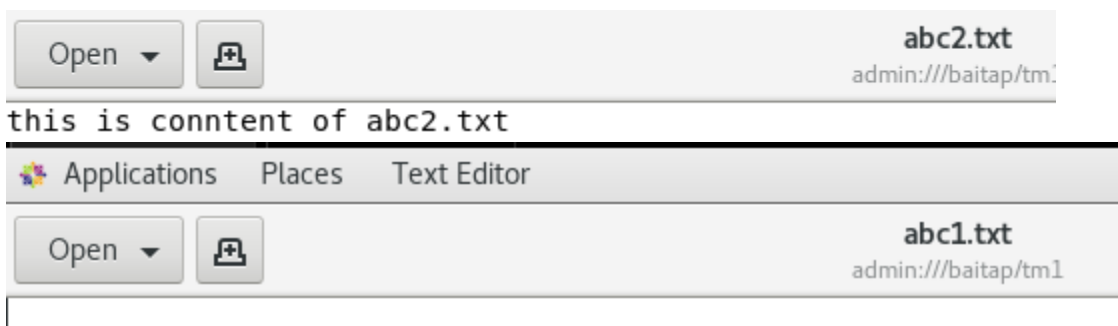 Open
abc2.txt
admin:///baitap/tm1
this is conntent of abc2.txt
Applications Places Text Editor
Open
abc1.txt
admin:///baitap/tm1